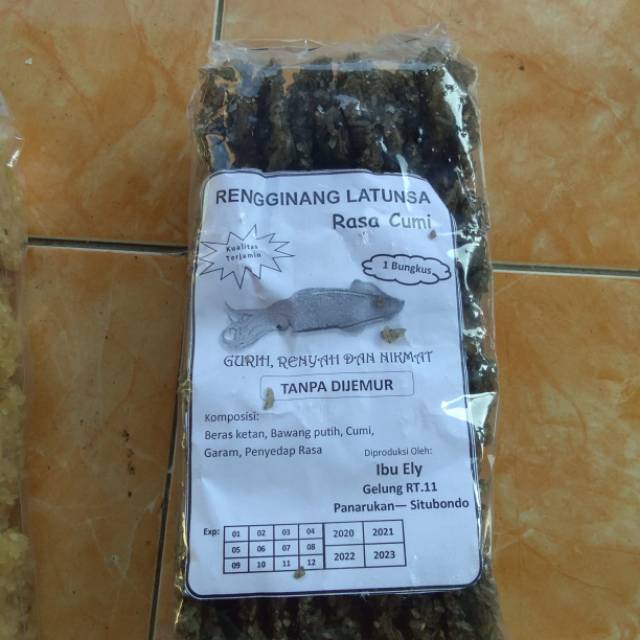 RENGGINANG LATUNSA
Rasa Cumi
Kualitas
Terjamin
1 Bungkus
GURIH, RENYAH DAN NIKMAT
TANPA DIJEMUR
Komposisi:
Beras ketan, Bawang putih, Cumi,
Garam, Penyedap Rasa
Diproduksi Oleh:
Ibu Ely
Gelung RT.11
Panarukan— Situbondo
Exp: 01 02 03 04 2020 2021
05 06 07 08
09 10 11 12 2022 2023